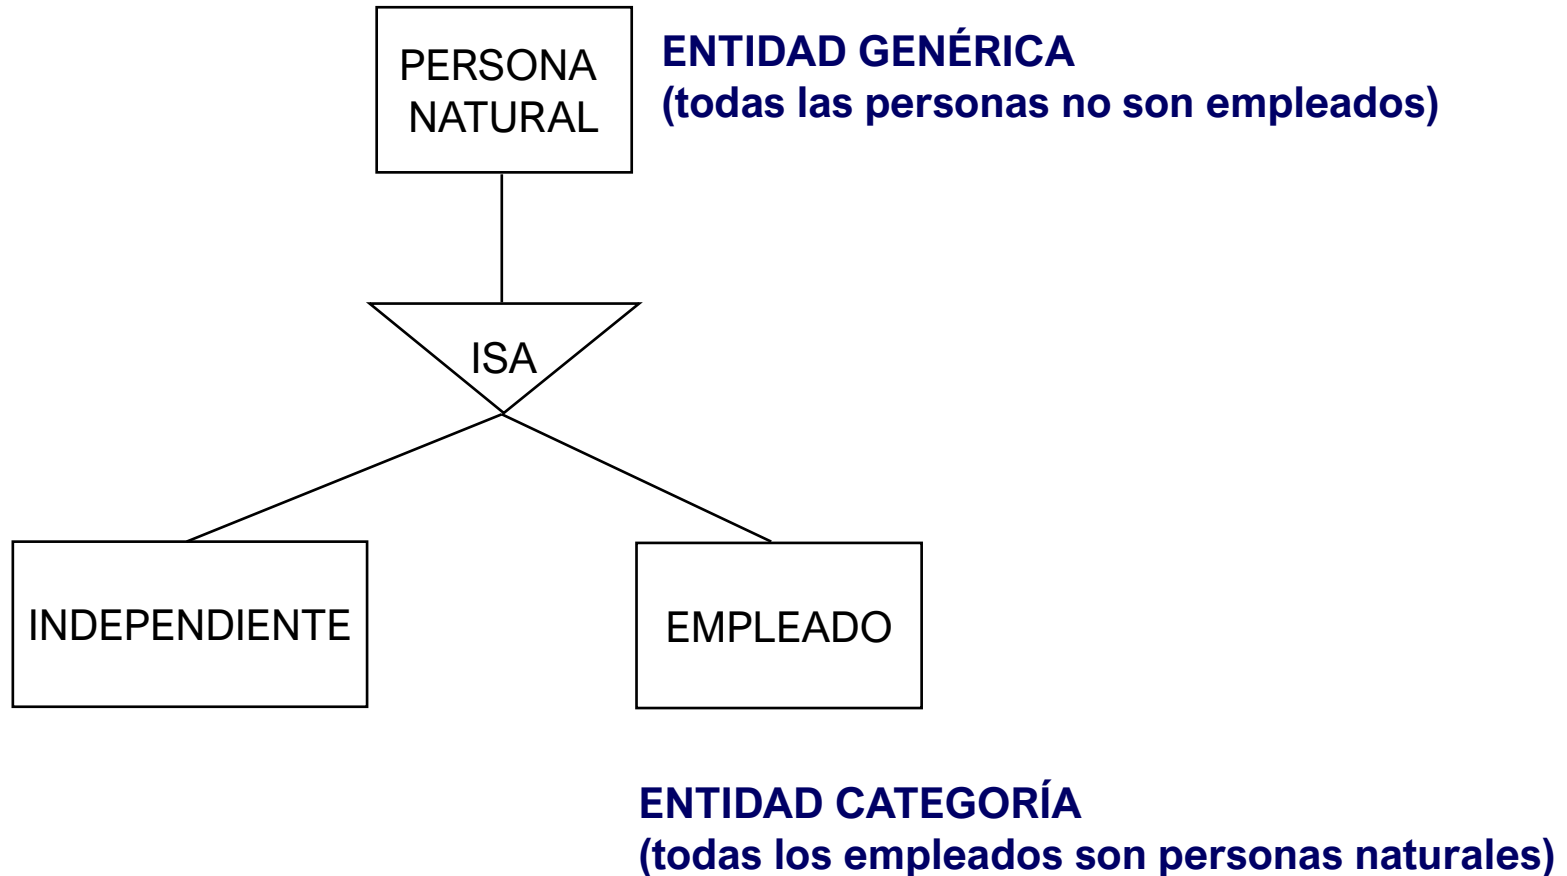 PERSONA
NATURAL
ENTIDAD GENÉRICA
(todas las personas no son empleados)
ISA
INDEPENDIENTE
EMPLEADO
ENTIDAD CATEGORÍA
(todas los empleados son personas naturales)